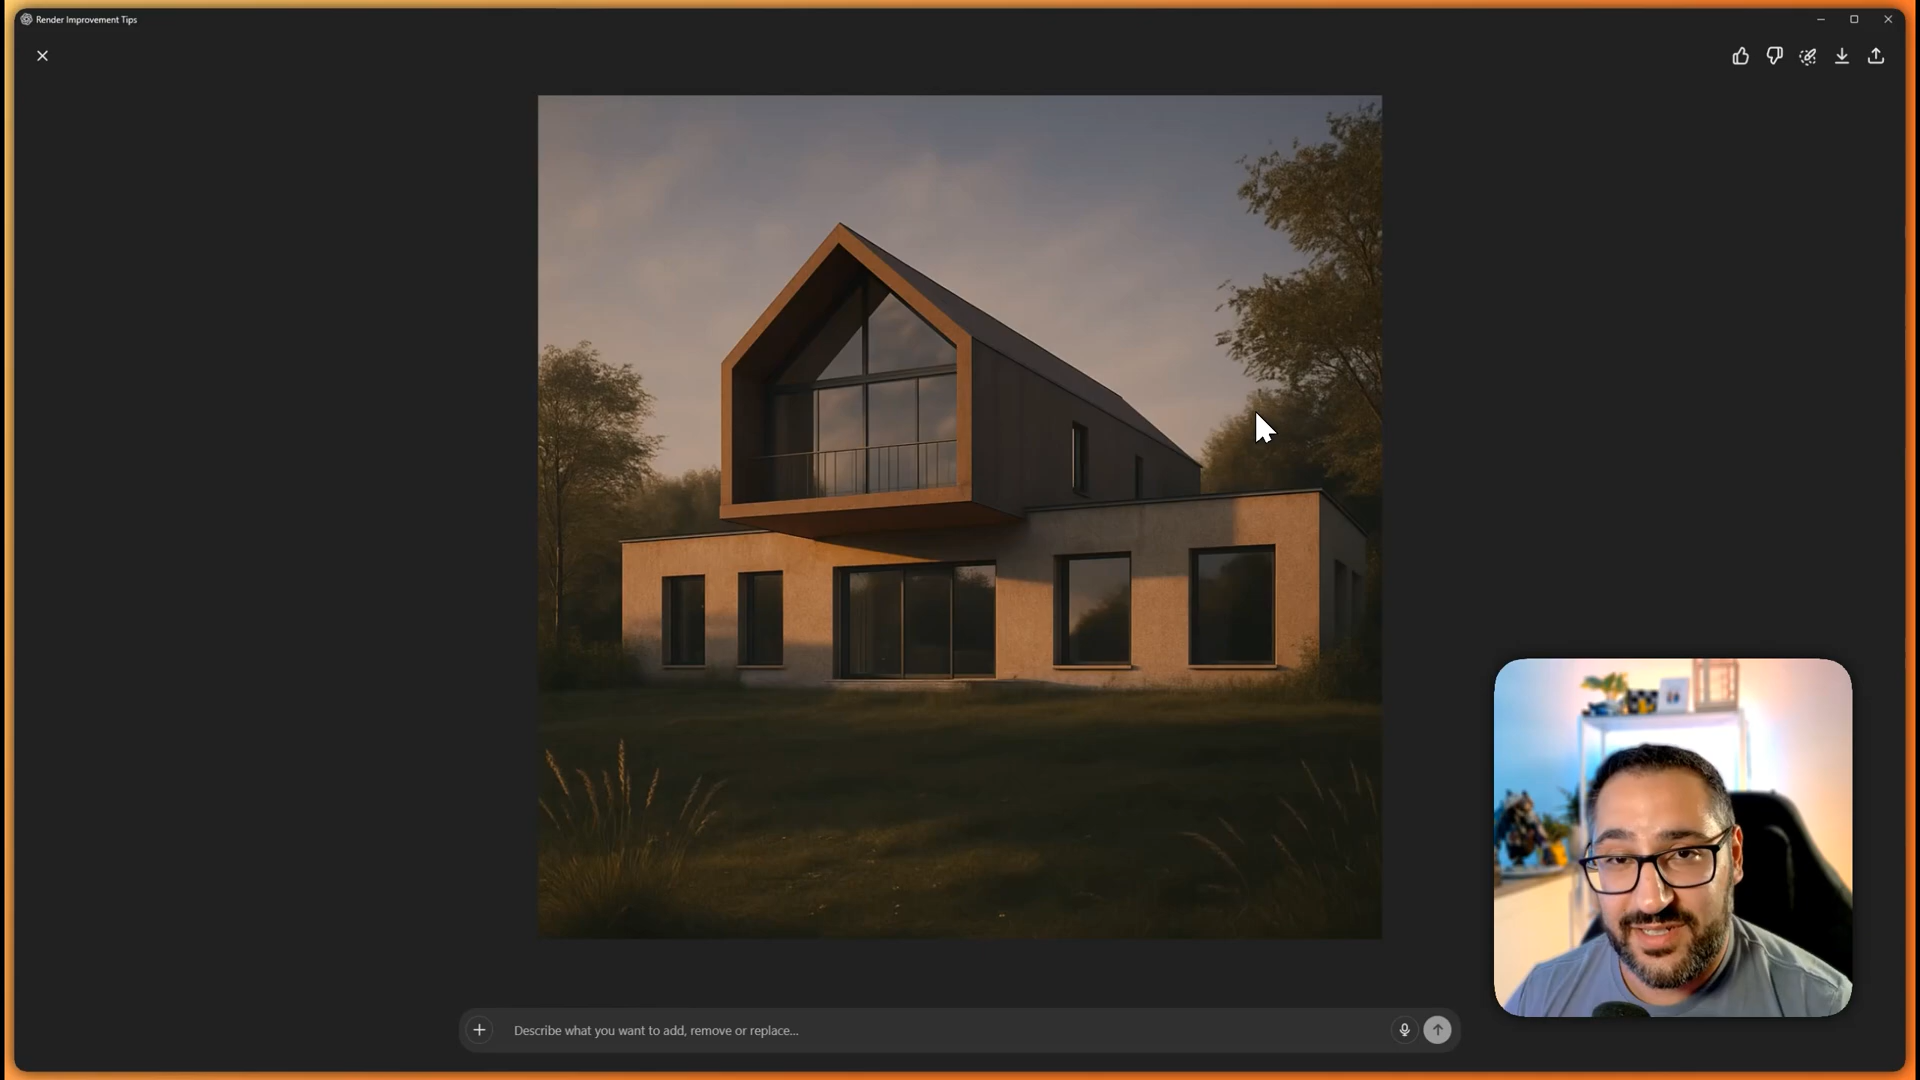 Render Improvement Tips
Describe what you want to add, remove or replace...